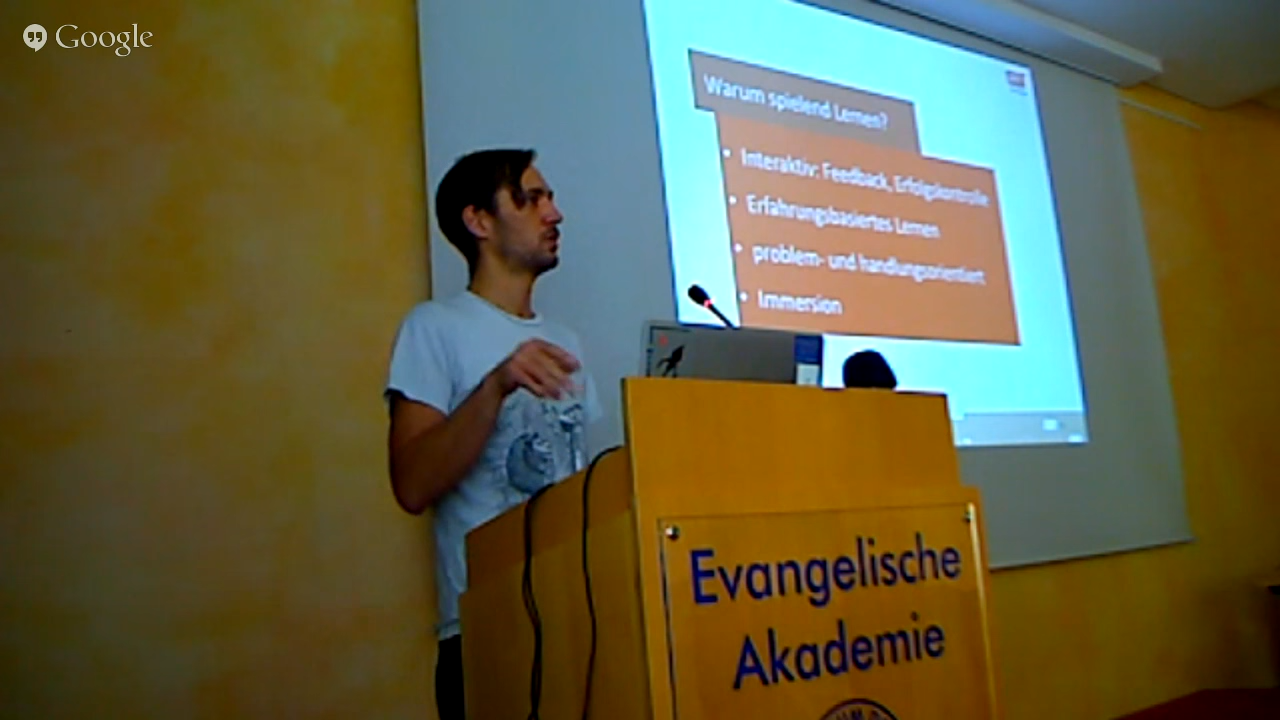 Google
Warum spielend Lernen?
• Interaktiv: Feedback, Erfolgskontrolle
• Erfahrungsbasiertes Lernen
• problem- und handlungsorientiert
• Immersion
Evangelische
Akademie